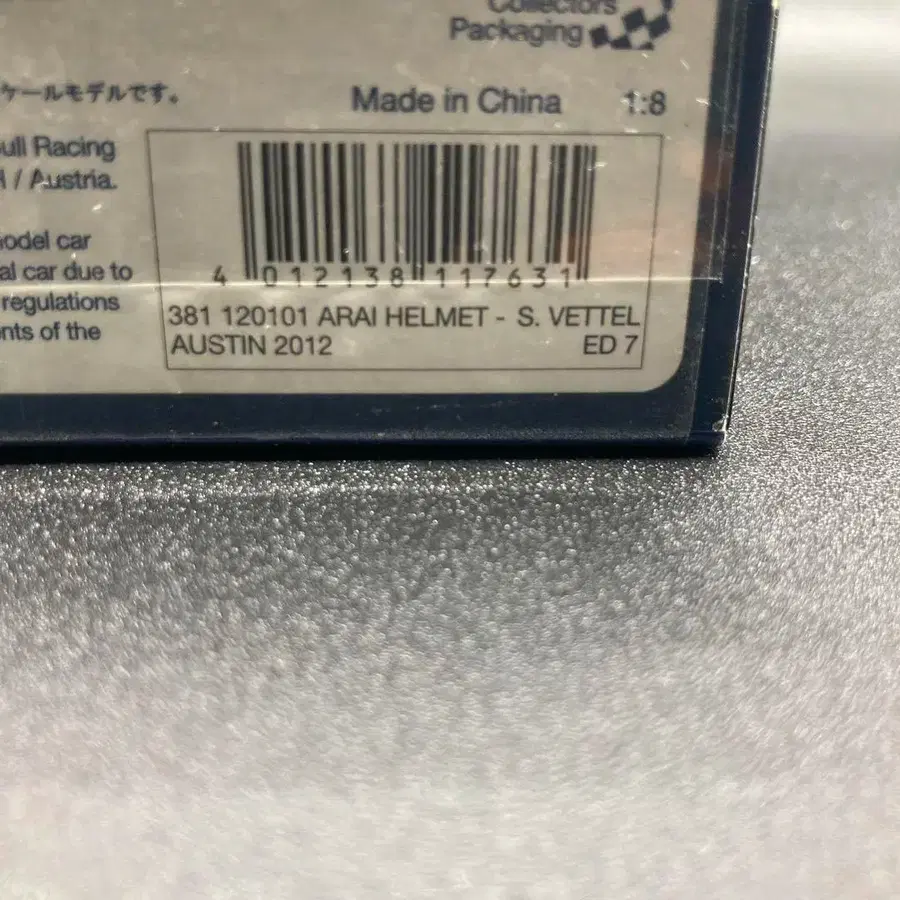 Collectors
Packaging
ケールモデルです。
Made in China 1:8
ull Racing
/ Austria.
odel car
al car due to
regulations
nts of the
4 012138 117631
381 120101 ARAI HELMET - S. VETTEL
AUSTIN 2012 ED 7